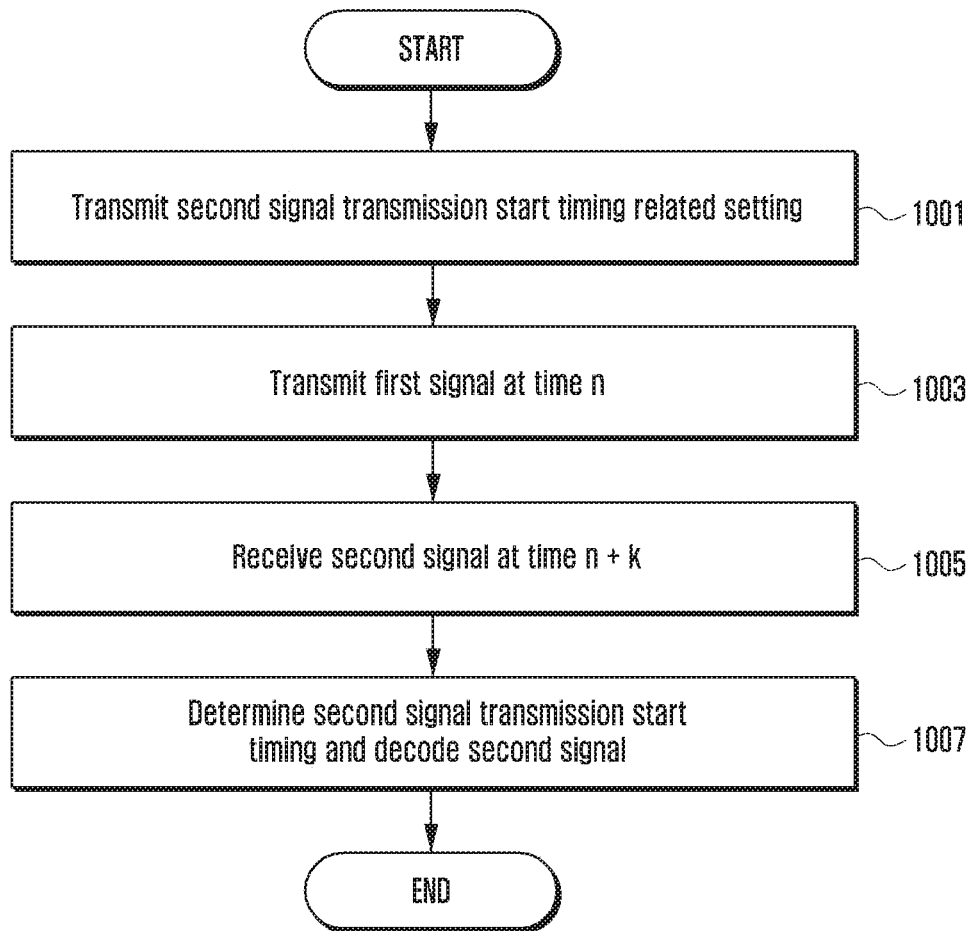 START
Transmit second signal transmission start timing related setting
1001
Transmit first signal at time n
1003
Receive second signal at time n + k
1005
Determine second signal transmission start
timing and decode second signal
1007
END